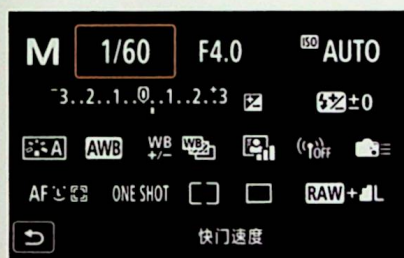 M 1/60 F4.0 ISO AUTO
-3..2..1..0..1..2..+3 ±0
A AWB WB +/- WB OFF
AF ONE SHOT RAW+L
快门速度